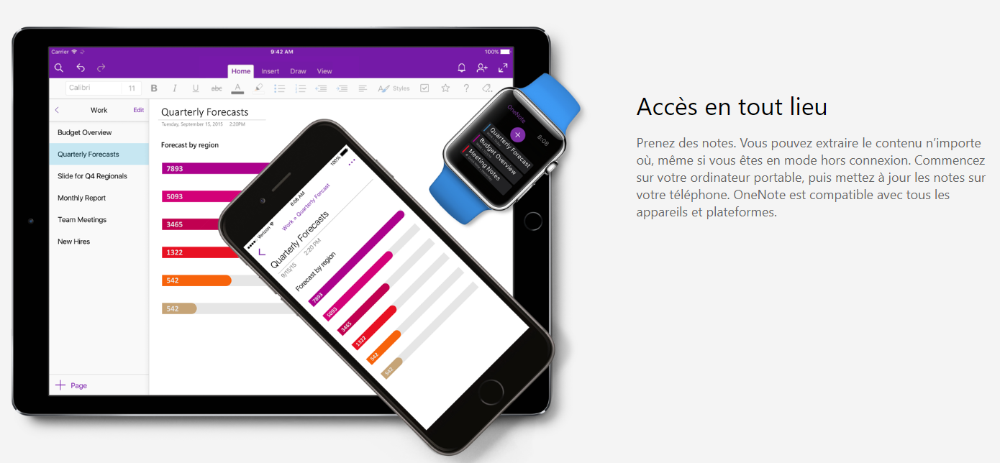 Carrier
9:42 AM
100%
Home Insert Draw View
Calibri 11 B I U abc A Styles
Work Edit
Budget Overview
Quarterly Forecasts
Slide for Q4 Regionals
Monthly Report
Team Meetings
New Hires
Page
Quarterly Forecasts
Tuesday, September 15, 2015 2:20PM
Forecast by region
7893
5093
3465
1322
542
542
Verizon 8:08 AM 100%
Work » Quarterly Forcast
Quarterly Forecasts
9/15/15 2:20 PM
Forecast by region
7893
5093
3465
1322
542
542
OneNote
8:08
Quarterly Forecast
Budget Overview
Meeting Notes
Accès en tout lieu
Prenez des notes. Vous pouvez extraire le contenu n’importe
où, même si vous êtes en mode hors connexion. Commencez
sur votre ordinateur portable, puis mettez à jour les notes sur
votre téléphone. OneNote est compatible avec tous les
appareils et plateformes.